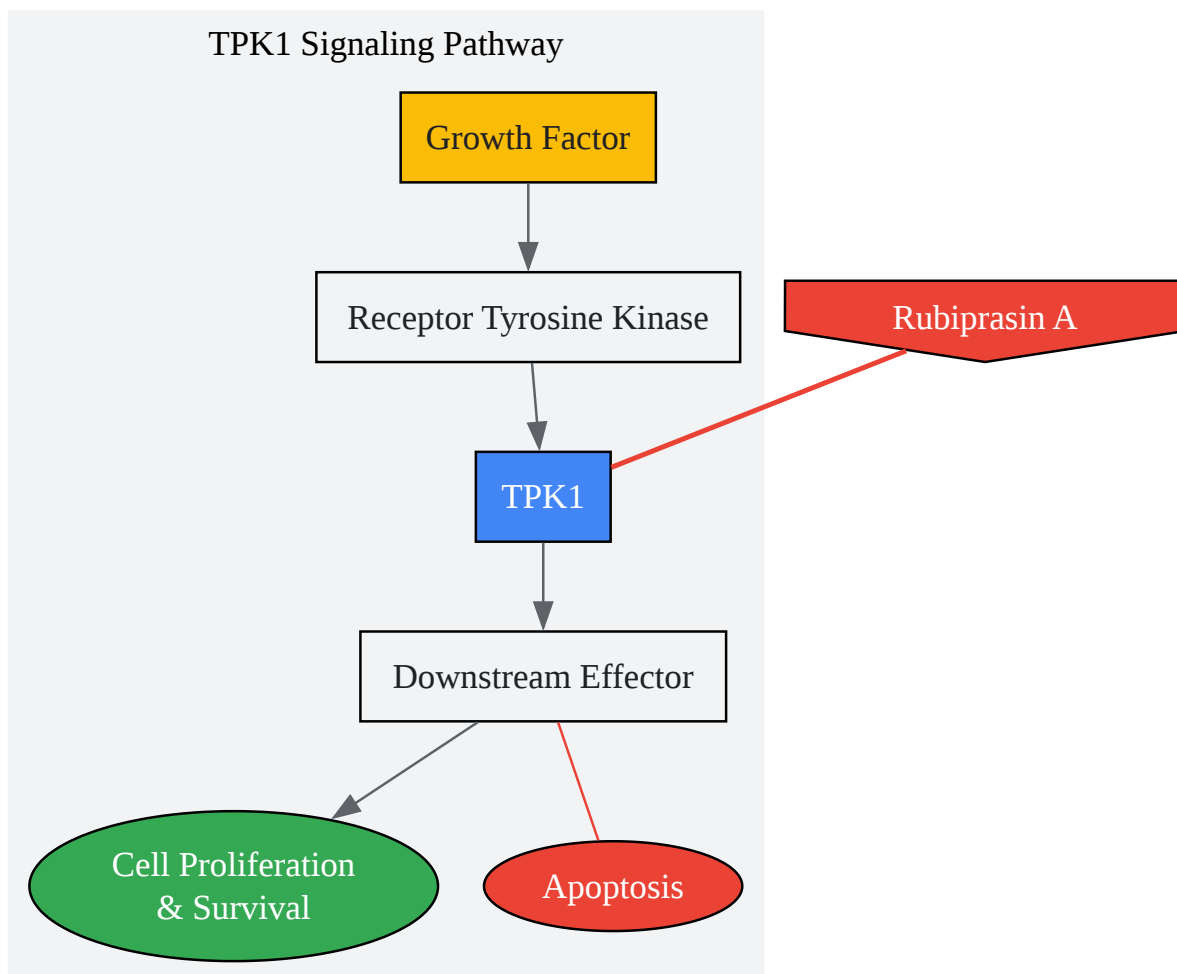 TPK1 Signaling Pathway
Growth Factor
Receptor Tyrosine Kinase
Rubiprasin A
TPK1
Downstream Effector
Cell Proliferation
& Survival
Apoptosis